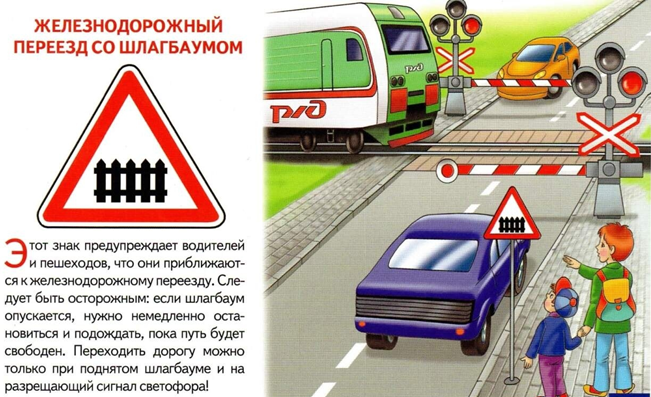 ЖЕЛЕЗНОДОРОЖНЫЙ
ПЕРЕЕЗД СО ШЛАГБАУМОМ
Этот знак предупреждает водителей
и пешеходов, что они приближают-
ся к железнодорожному переезду. Сле-
дует быть осторожным: если шлагбаум
опускается, нужно немедленно оста-
новиться и подождать, пока путь будет
свободен. Переходить дорогу можно
только при поднятом шлагбауме и на
разрещающий сигнал светофора!
РЖД